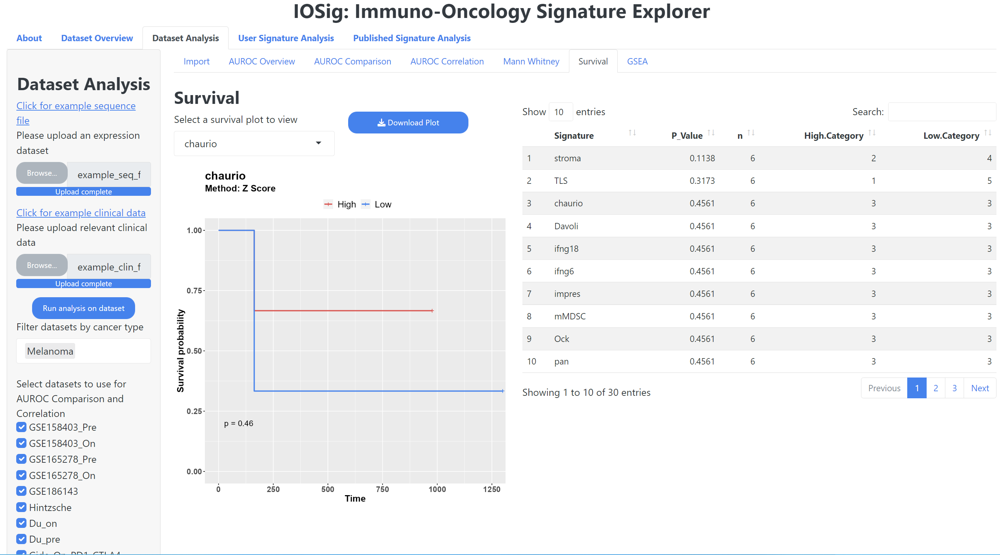 IOSig: Immuno-Oncology Signature Explorer
About Dataset Overview Dataset Analysis User Signature Analysis Published Signature Analysis
Dataset Analysis
Click for example sequence
file
Please upload an expression
dataset
Browse... example_seq_f
Upload complete
Click for example clinical data
Please upload relevant clinical
data
Browse... example_clin_f
Upload complete
Run analysis on dataset
Filter datasets by cancer type
Melanoma
Select datasets to use for
AUROC Comparison and
Correlation
GSE158403_Pre
GSE158403_On
GSE165278_Pre
GSE165278_On
GSE186143
Hintzsche
Du_on
Du_pre
Import AUROC Overview AUROC Comparison AUROC Correlation Mann Whitney Survival GSEA
Survival
Select a survival plot to view
Download Plot
chaurio
chaurio
Method: Z Score
High Low
Survival probability
1.00
0.75
0.50
0.25
0.00
p = 0.46
0 250 500 750 1000 1250
Time
Show 10 entries
Search:
Signature P_Value n High.Category Low.Category
1 stroma 0.1138 6 2 4
2 TLS 0.3173 6 1 5
3 chaurio 0.4561 6 3 3
4 Davoli 0.4561 6 3 3
5 ifng18 0.4561 6 3 3
6 ifng6 0.4561 6 3 3
7 impres 0.4561 6 3 3
8 mMDSC 0.4561 6 3 3
9 Ock 0.4561 6 3 3
10 pan 0.4561 6 3 3
Showing 1 to 10 of 30 entries
Previous 1 2 3 Next